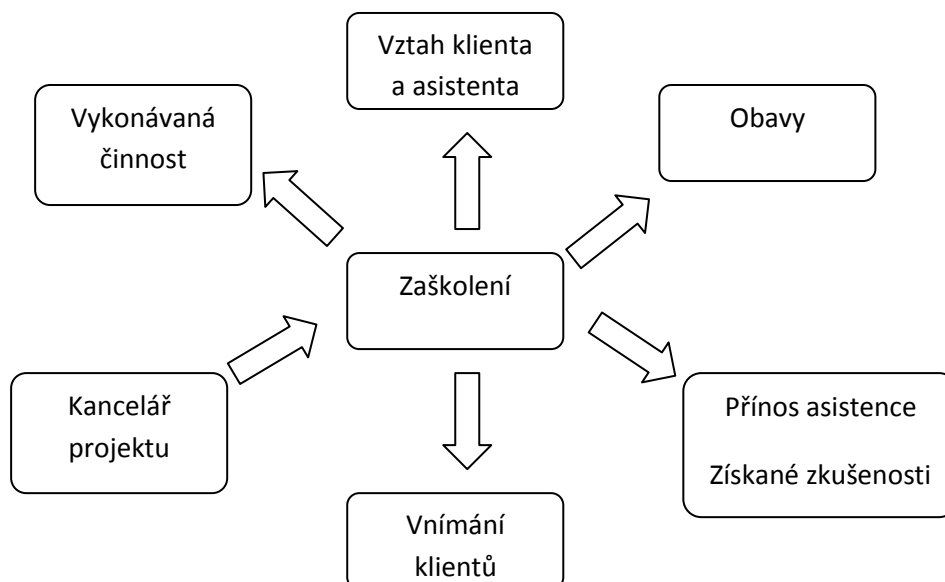 Vztah klienta
a asistenta
Vykonávaná
činnost
Obavy
Zaškolení
Kancelář
projektu
Přínos asistence
Získané zkušenosti
Vnímání
klientů